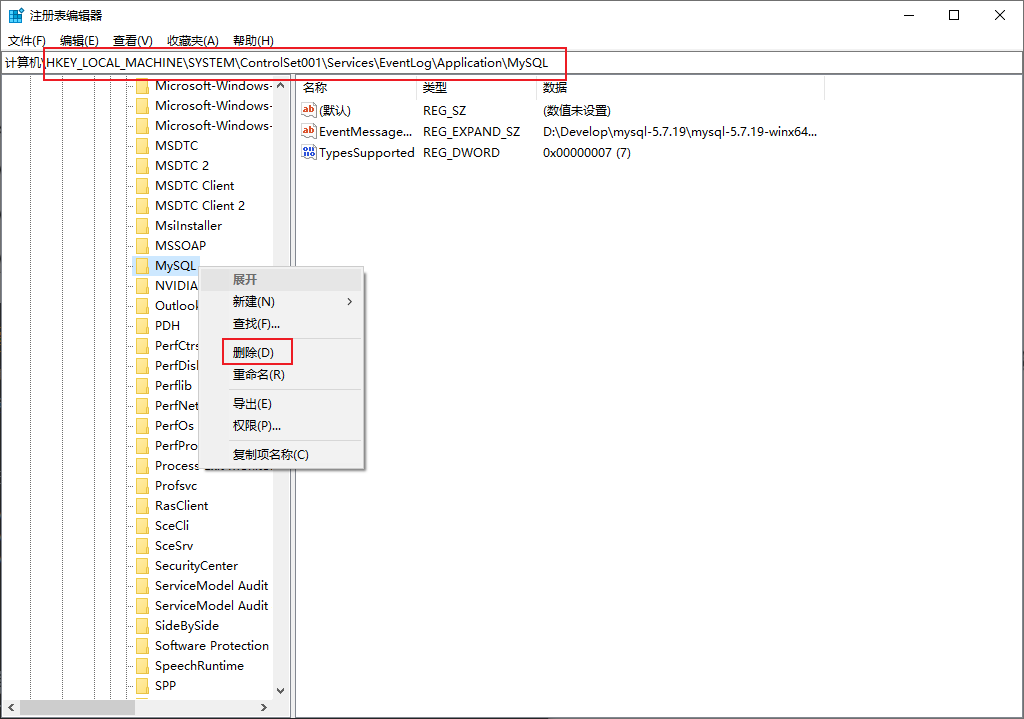 注册表编辑器
文件(F) 编辑(E) 查看(V) 收藏夹(A) 帮助(H)
计算机\HKEY_LOCAL_MACHINE\SYSTEM\ControlSet001\Services\EventLog\Application\MySQL
Microsoft-Windows-
Microsoft-Windows-
Microsoft-Windows-
MSDTC
MSDTC 2
MSDTC Client
MSDTC Client 2
MsiInstaller
MSSOAP
MySQL
NVIDIA
Outlook
PDH
PerfCtrs
PerfDisk
Perflib
PerfNet
PerfOs
PerfPro
Process
Profsvc
RasClient
SceCli
SceSrv
SecurityCenter
ServiceModel Audit
ServiceModel Audit
SideBySide
Software Protection
SpeechRuntime
SPP
展开
新建(N)
查找(F)...
删除(D)
重命名(R)
导出(E)
权限(P)...
复制项名称(C)
名称 类型 数据
(默认) REG_SZ (数值未设置)
EventMessage... REG_EXPAND_SZ D:\Develop\mysql-5.7.19\mysql-5.7.19-winx64...
TypesSupported REG_DWORD 0x00000007 (7)